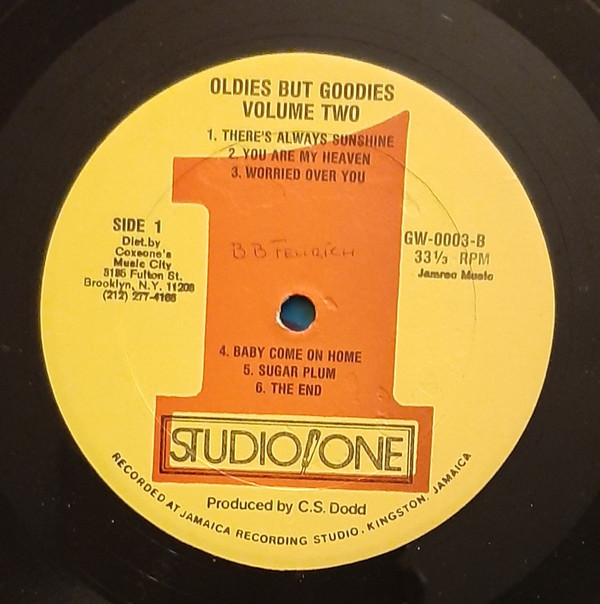 OLDIES BUT GOODIES
VOLUME TWO
1. THERE'S ALWAYS SUNSHINE
2. YOU ARE MY HEAVEN
3. WORRIED OVER YOU
SIDE 1
Dist.by
Coxsone's
Music City
3135 Fulton St.
Brooklyn, N.Y. 11208
(212) 277-4166
B B
GW-0003-B
33⅓ RPM
Jamrec Music
4. BABY COME ON HOME
5. SUGAR PLUM
6. THE END
STUDIO ONE
Produced by C.S. Dodd
RECORDED AT JAMAICA RECORDING STUDIO. KINGSTON, JAMAICA